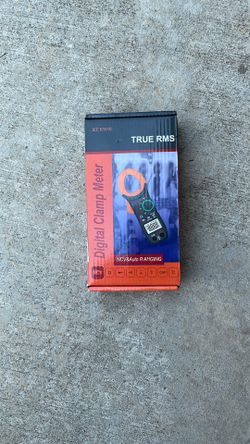 TRUE RMS
Digital Clamp Meter
NCV&Auto RANGING